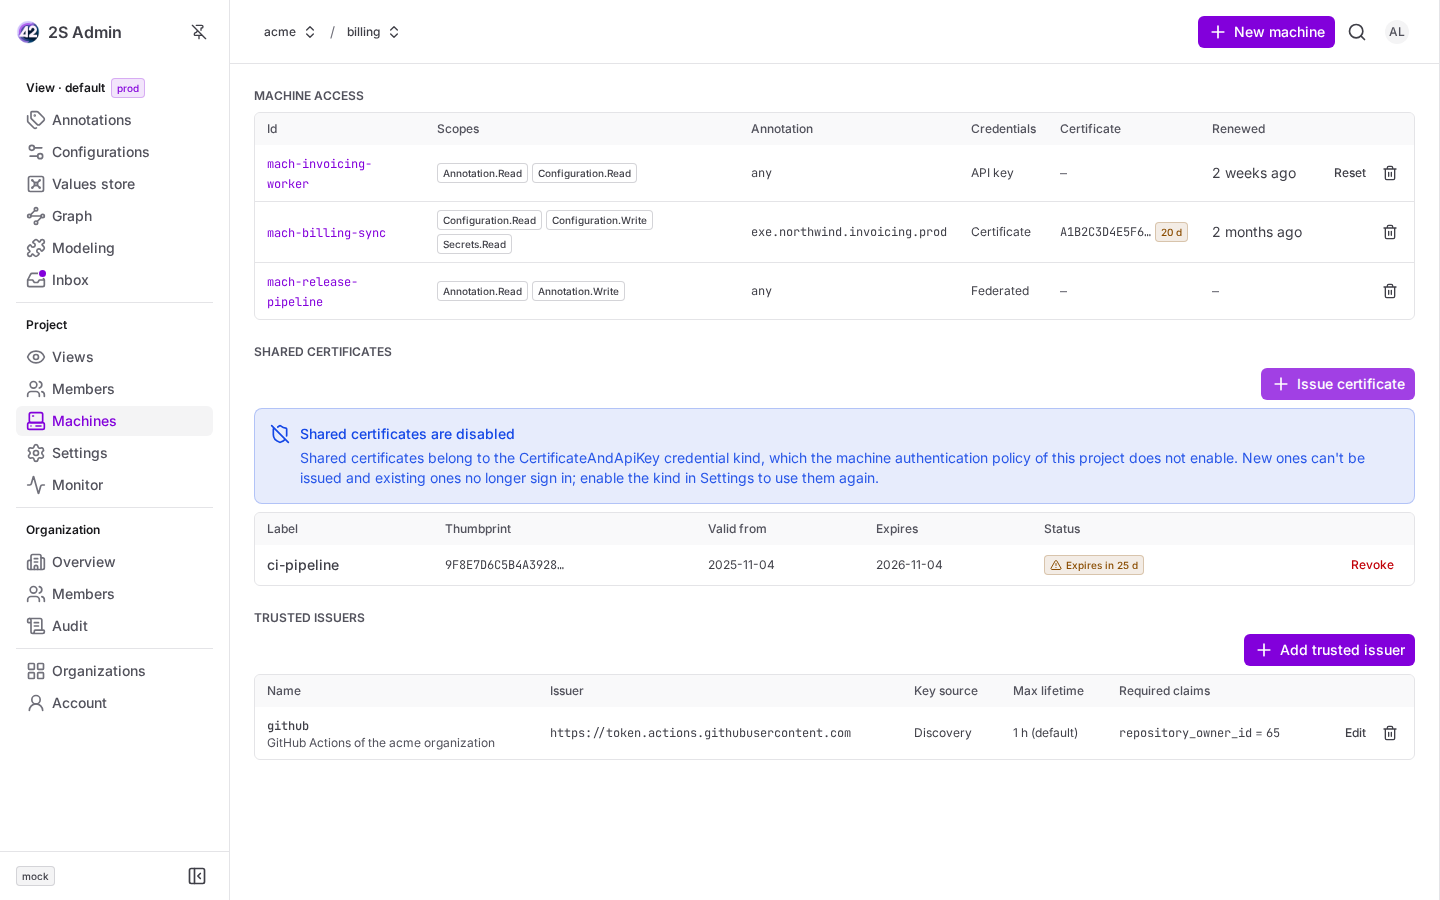 2S Admin
acme / billing
New machine
AL
View · default prod
Annotations
Configurations
Values store
Graph
Modeling
Inbox
Project
Views
Members
Machines
Settings
Monitor
Organization
Overview
Members
Audit
Organizations
Account
mock
MACHINE ACCESS
Id Scopes Annotation Credentials Certificate Renewed
mach-invoicing-worker Annotation.Read Configuration.Read any API key – 2 weeks ago Reset
mach-billing-sync Configuration.Read Configuration.Write Secrets.Read exe.northwind.invoicing.prod Certificate A1B2C3D4E5F6… 20 d 2 months ago
mach-release-pipeline Annotation.Read Annotation.Write any Federated – –
SHARED CERTIFICATES
Issue certificate
Shared certificates are disabled
Shared certificates belong to the CertificateAndApiKey credential kind, which the machine authentication policy of this project does not enable. New ones can't be
issued and existing ones no longer sign in; enable the kind in Settings to use them again.
Label Thumbprint Valid from Expires Status
ci-pipeline 9F8E7D6C5B4A3928… 2025-11-04 2026-11-04 Expires in 25 d Revoke
TRUSTED ISSUERS
Add trusted issuer
Name Issuer Key source Max lifetime Required claims
github
GitHub Actions of the acme organization https://token.actions.githubusercontent.com Discovery 1 h (default) repository_owner_id = 65 Edit